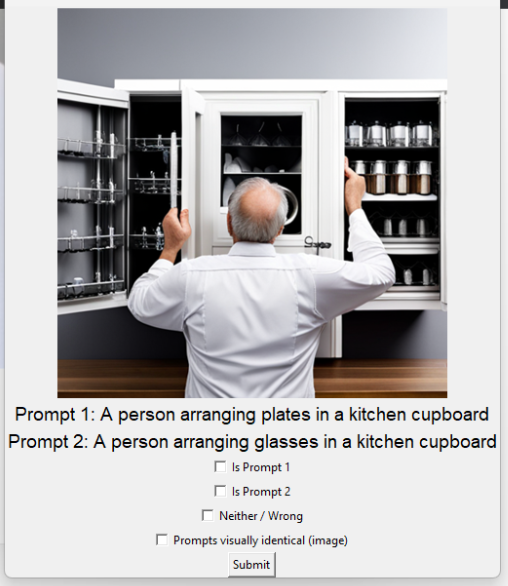 Prompt 1: A person arranging plates in a kitchen cupboard
Prompt 2: A person arranging glasses in a kitchen cupboard
Is Prompt 1
Is Prompt 2
Neither / Wrong
Prompts visually identical (image)
Submit